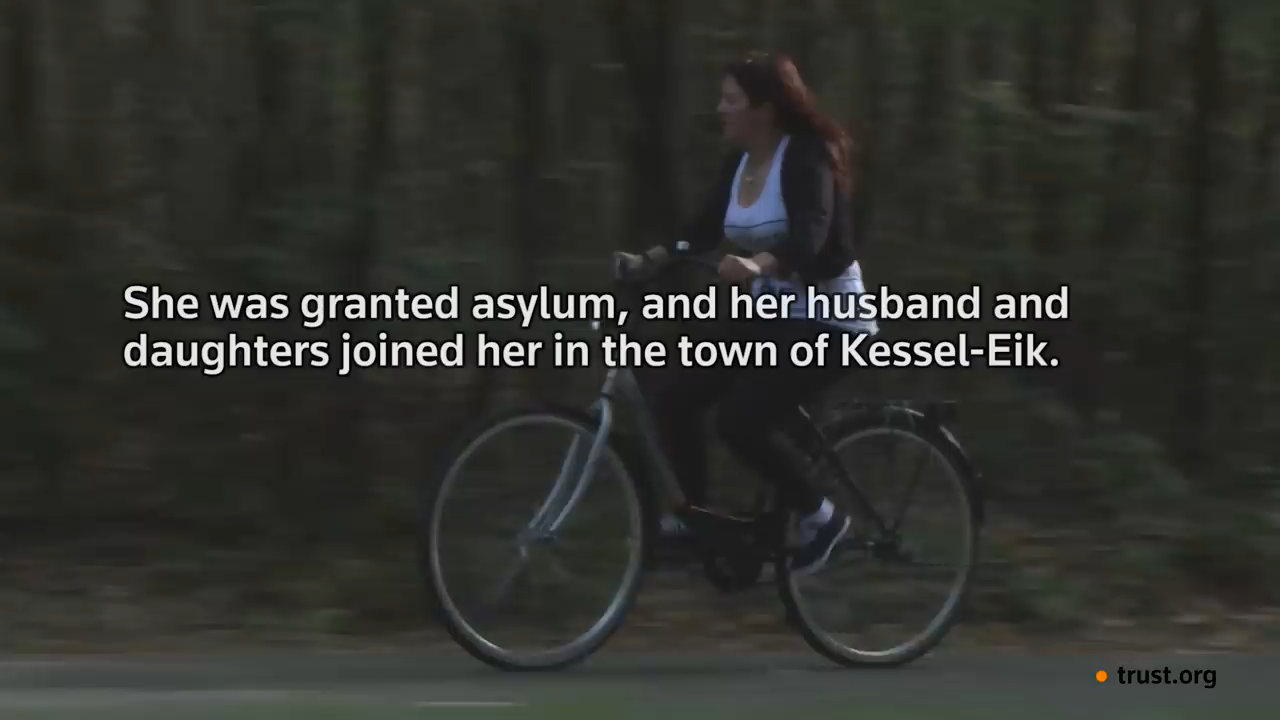 She was granted asylum, and her husband and
daughters joined her in the town of Kessel-Eik.
trust.org